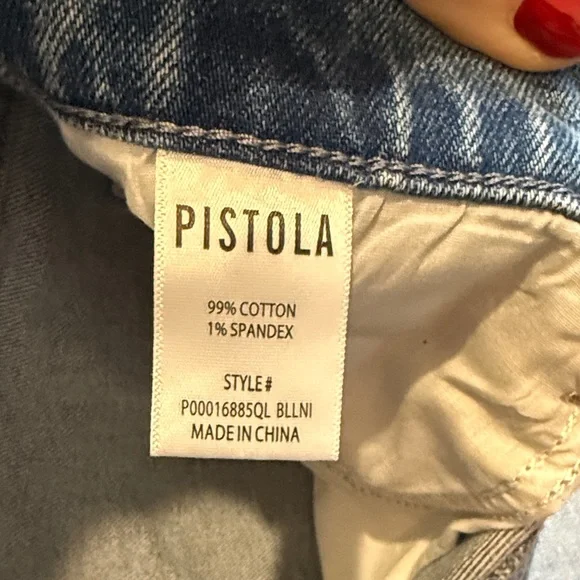 PISTOLA
99% COTTON
1% SPANDEX
STYLE#
P00016885QL BLLNI
MADE IN CHINA